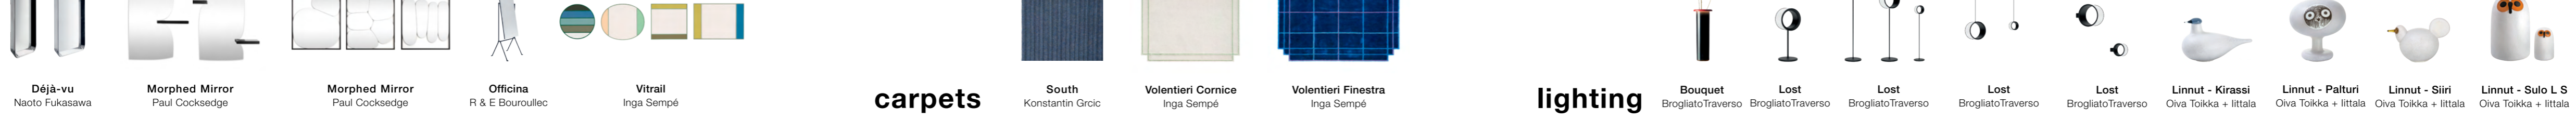 Déjà-vu
Naoto Fukasawa
Morphed Mirror
Paul Cocksedge
Morphed Mirror
Paul Cocksedge
Officina
R & E Bouroullec
Vitrail
Inga Sempé
carpets
South
Konstantin Grcic
Volentieri Cornice
Inga Sempé
Volentieri Finestra
Inga Sempé
lighting
Bouquet
BrogliatoTraverso
Lost
BrogliatoTraverso
Lost
BrogliatoTraverso
Lost
BrogliatoTraverso
Lost
BrogliatoTraverso
Linnut - Kirassi
Oiva Toikka + Iittala
Linnut - Palturi
Oiva Toikka + Iittala
Linnut - Siiri
Oiva Toikka + Iittala
Linnut - Sulo L S
Oiva Toikka + Iittala